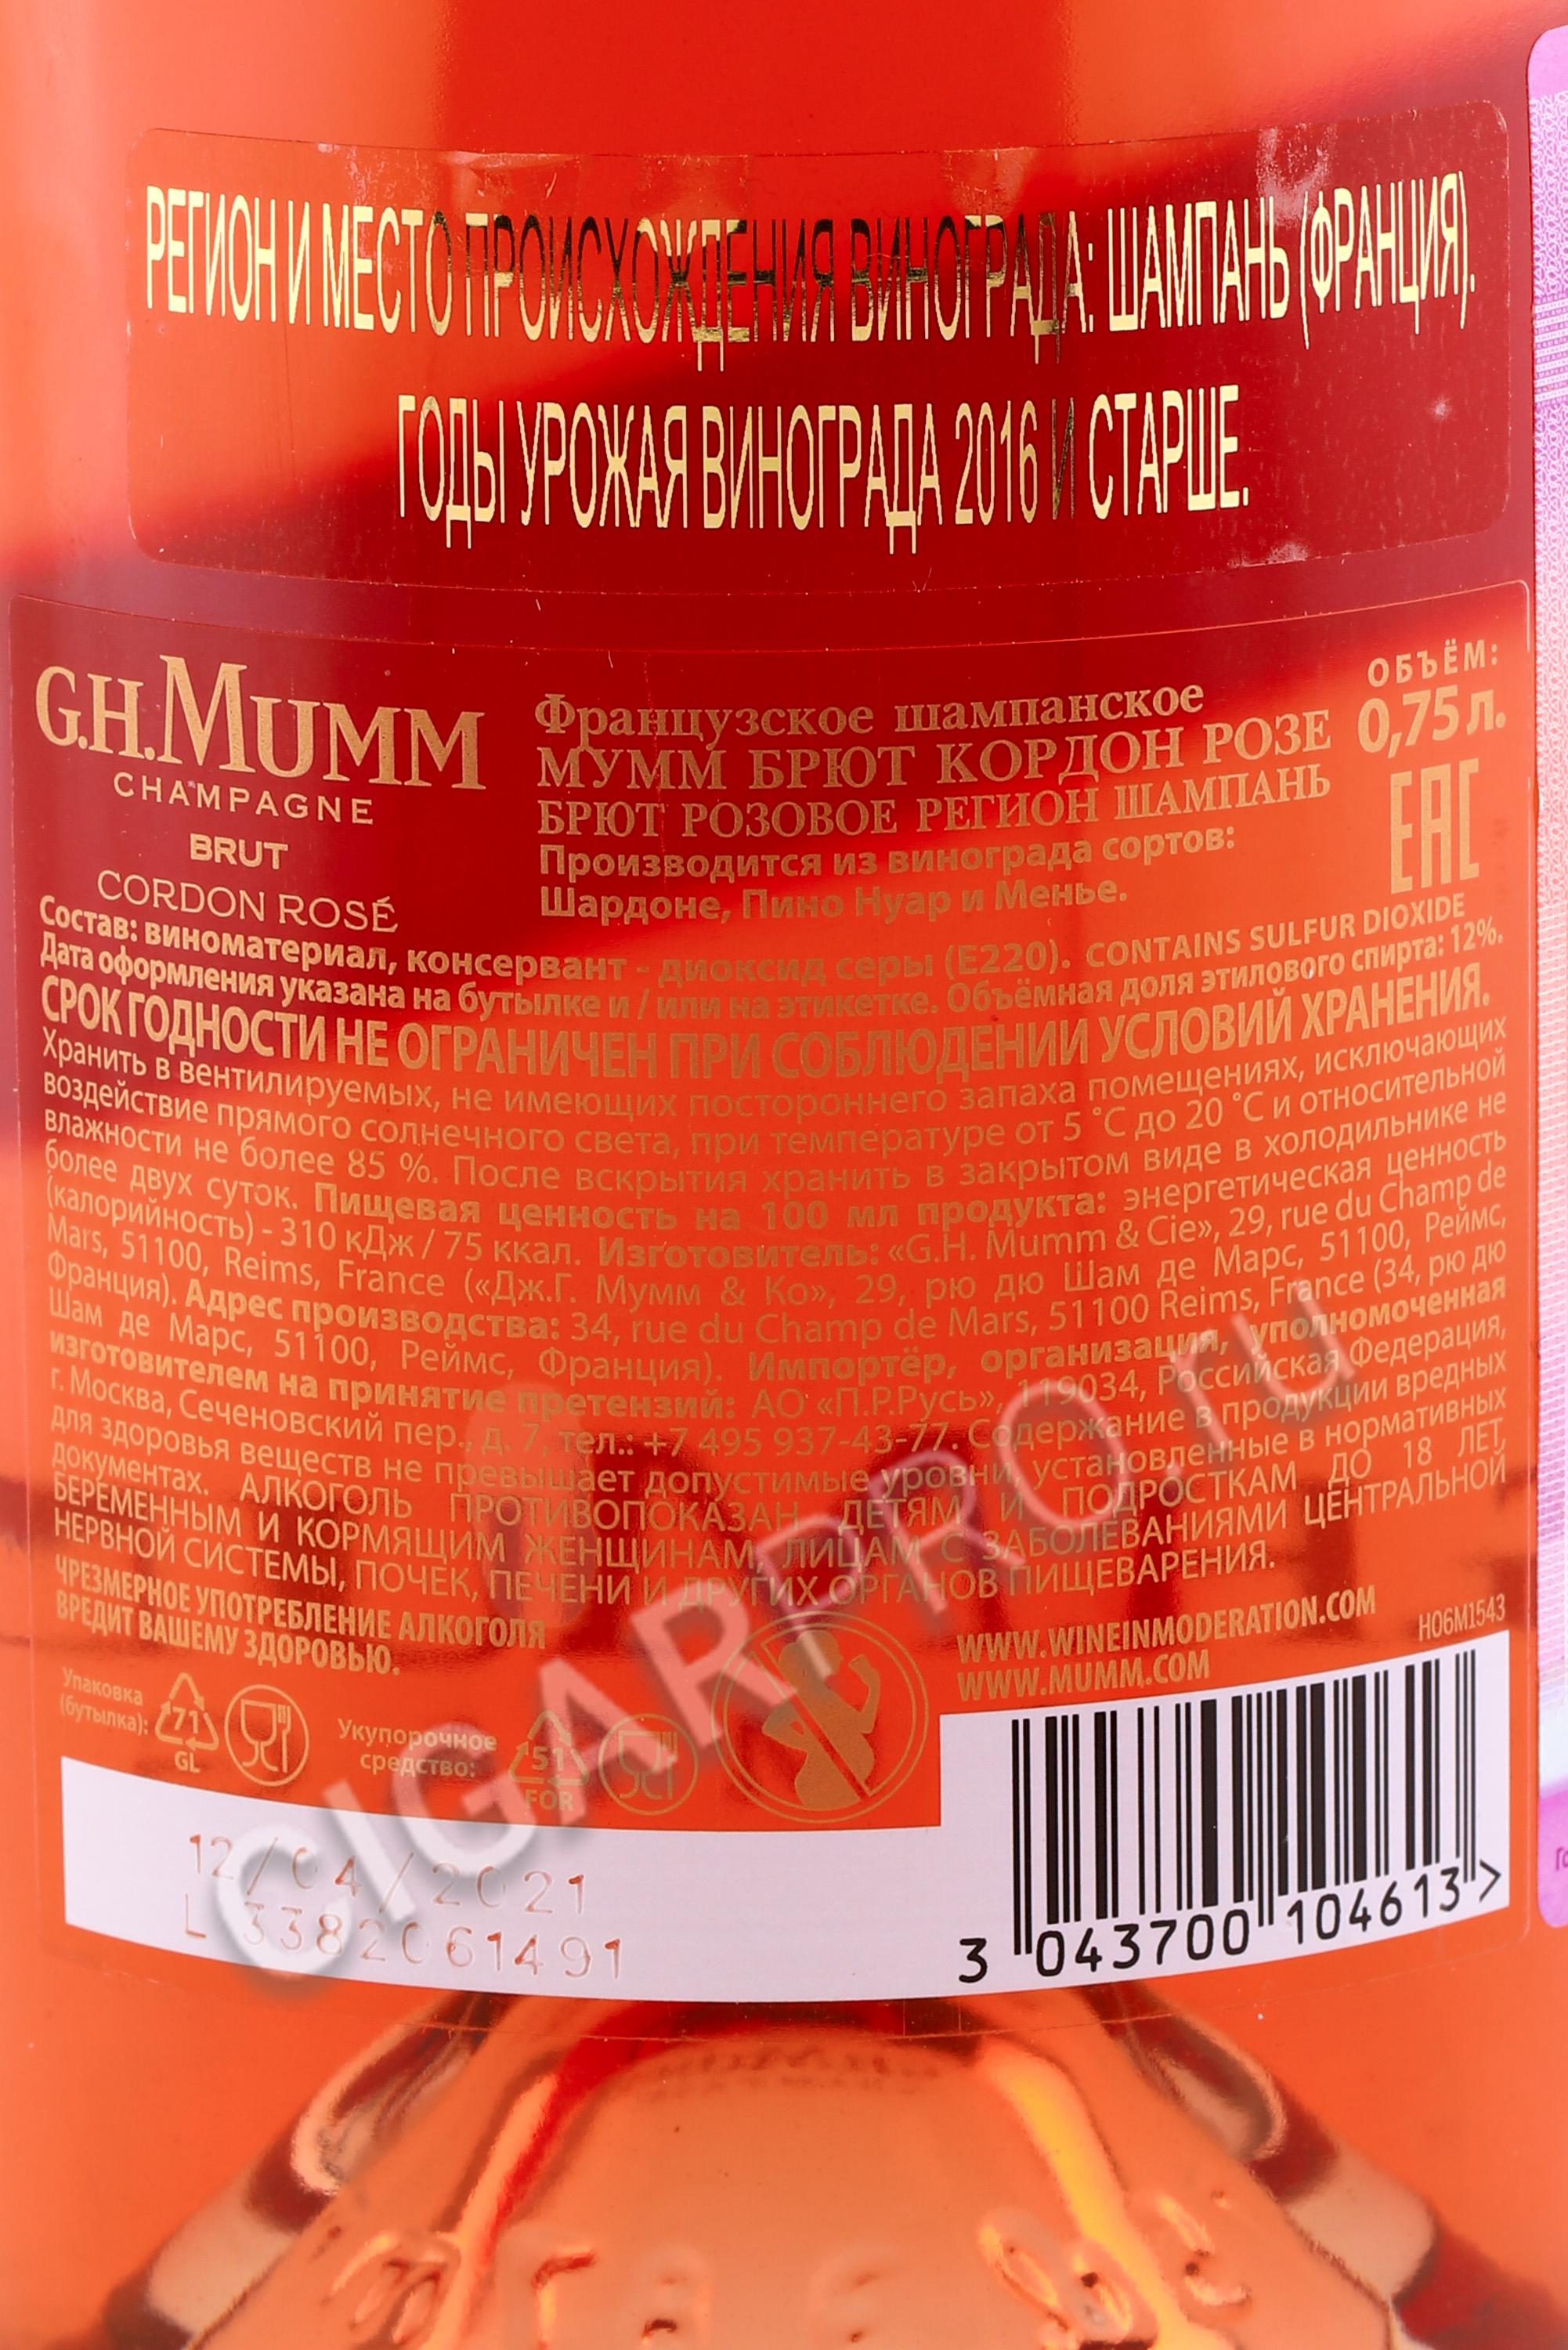 РЕГИОН И МЕСТО ПРОИСХОЖДЕНИЯ ВИНОГРАДА: ШАМПАНЬ (ФРАНЦИЯ).
ГОДЫ УРОЖАЯ ВИНОГРАДА 2016 И СТАРШЕ.
G.H.MUMM
CHAMPAGNE
BRUT
CORDON ROSÉ
Французское шампанское
МУММ БРЮТ КОРДОН РОЗЕ
БРЮТ РОЗОВОЕ РЕГИОН ШАМПАНЬ
Производится из винограда сортов:
Шардоне, Пино Нуар и Менье.
ОБЪЁМ:
0,75 л.
EAC
Состав: виноматериал, консервант - диоксид серы (E220). CONTAINS SULFUR DIOXIDE
Дата оформления указана на бутылке и / или на этикетке. Объёмная доля этилового спирта: 12%.
СРОК ГОДНОСТИ НЕ ОГРАНИЧЕН ПРИ СОБЛЮДЕНИИ УСЛОВИЙ ХРАНЕНИЯ.
Хранить в вентилируемых, не имеющих постороннего запаха помещениях, исключающих
воздействие прямого солнечного света, при температуре от 5 °C до 20 °C и относительной
влажности не более 85 %. После вскрытия хранить в закрытом виде в холодильнике не
более двух суток. Пищевая ценность на 100 мл продукта: энергетическая ценность
(калорийность) - 310 кДж / 75 ккал. Изготовитель: «G.H. Mumm & Cie», 29, rue du Champ de
Mars, 51100, Reims, France («Дж.Г. Мумм & Ко», 29, рю дю Шам де Марс, 51100, Реймс,
Франция). Адрес производства: 34, rue du Champ de Mars, 51100 Reims, France (34, рю дю
Шам де Марс, 51100, Реймс, Франция). Импортёр, организация, уполномоченная
изготовителем на принятие претензий: АО «П.Р.Русь», 119034, Российская Федерация,
г. Москва, Сеченовский пер., д. 7, тел.: +7 495 937-43-77. Содержание в продукции вредных
для здоровья веществ не превышает допустимые уровни, установленные в нормативных
документах. АЛКОГОЛЬ ПРОТИВОПОКАЗАН ДЕТЯМ И ПОДРОСТКАМ ДО 18 ЛЕТ,
БЕРЕМЕННЫМ И КОРМЯЩИМ ЖЕНЩИНАМ, ЛИЦАМ С ЗАБОЛЕВАНИЯМИ ЦЕНТРАЛЬНОЙ
НЕРВНОЙ СИСТЕМЫ, ПОЧЕК, ПЕЧЕНИ И ДРУГИХ ОРГАНОВ ПИЩЕВАРЕНИЯ.
ЧРЕЗМЕРНОЕ УПОТРЕБЛЕНИЕ АЛКОГОЛЯ
ВРЕДИТ ВАШЕМУ ЗДОРОВЬЮ.
WWW.WINEINMODERATION.COM
WWW.MUMM.COM
H06M1543
Упаковка
(бутылка):
71
GL
Укупорочное
средство:
51
FOR
12/04/2021
L 3382061491
3 043700 104613 >
CIGARPRO.ru